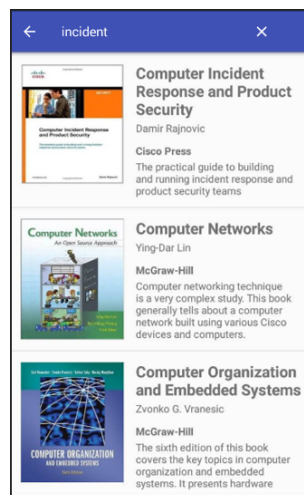 incident
Computer Incident
Response and Product
Security
Damir Rajnovic
Cisco Press
The practical guide to building
and running incident response and
product security teams
Computer Incident Response
and Product Security
Computer Networks
Ying-Dar Lin
McGraw-Hill
Computer networking technique
is a very complex study. This book
generally tells about a computer
network built using various Cisco
devices and computers.
Computer Networks
An Open Source Approach
Computer Organization
and Embedded Systems
Zvonko G. Vranesic
McGraw-Hill
The sixth edition of this book
covers the key topics in computer
organization and embedded
systems. It presents hardware
COMPUTER ORGANIZATION
AND EMBEDDED SYSTEMS